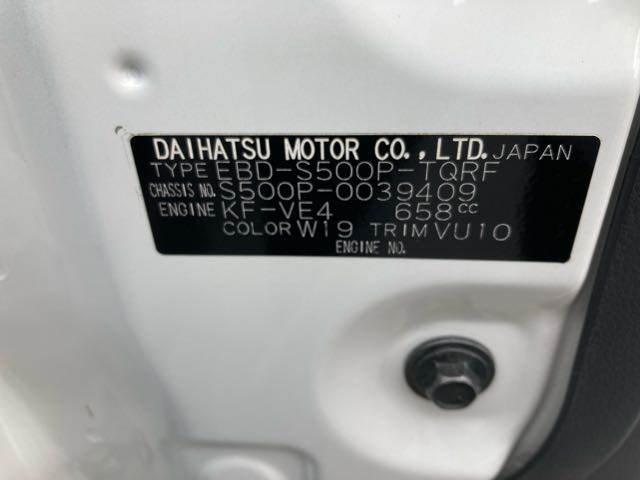 DAIHATSU MOTOR CO.,LTD. JAPAN
TYPE EBD-S500P-TQRF
CHASSIS NO. S500P-0039409
ENGINE KF-VE4 658cc
COLOR W19 TRIM VU10
ENGINE NO.